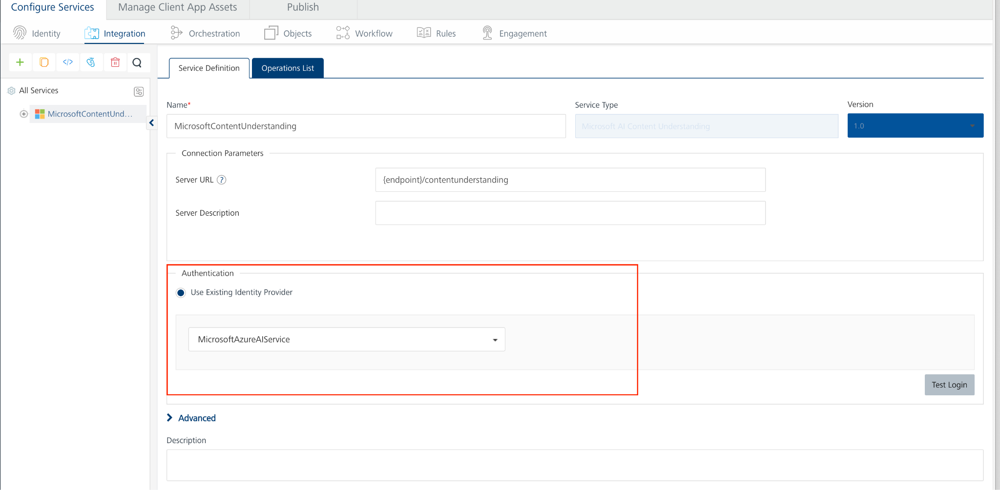 Configure Services
Manage Client App Assets
Publish
Identity
Integration
Orchestration
Objects
Workflow
Rules
Engagement
Service Definition
Operations List
All Services
MicrosoftContentUnd...
Name*
Service Type
Version
MicrosoftContentUnderstanding
Microsoft AI Content Understanding
1.0
Connection Parameters
Server URL ?
{endpoint}/contentunderstanding
Server Description
Authentication
Use Existing Identity Provider
MicrosoftAzureAIService
Test Login
Advanced
Description